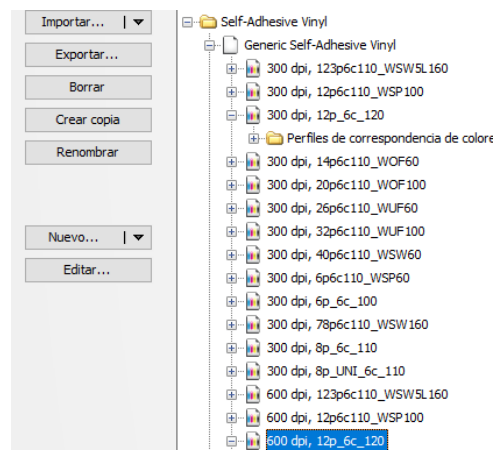 Importar...
Exportar...
Borrar
Crear copia
Renombrar
Nuevo...
Editar...
Self-Adhesive Vinyl
Generic Self-Adhesive Vinyl
300 dpi, 123p6c110_WSW5L160
300 dpi, 12p6c110_WSP100
300 dpi, 12p_6c_120
Perfiles de correspondencia de colore
300 dpi, 14p6c110_WOF60
300 dpi, 20p6c110_WOF100
300 dpi, 26p6c110_WUF60
300 dpi, 32p6c110_WUF100
300 dpi, 40p6c110_WSW60
300 dpi, 6p6c110_WSP60
300 dpi, 6p_6c_100
300 dpi, 78p6c110_WSW160
300 dpi, 8p_6c_110
300 dpi, 8p_UNI_6c_110
600 dpi, 123p6c110_WSW5L160
600 dpi, 12p6c110_WSP100
600 dpi, 12p_6c_120